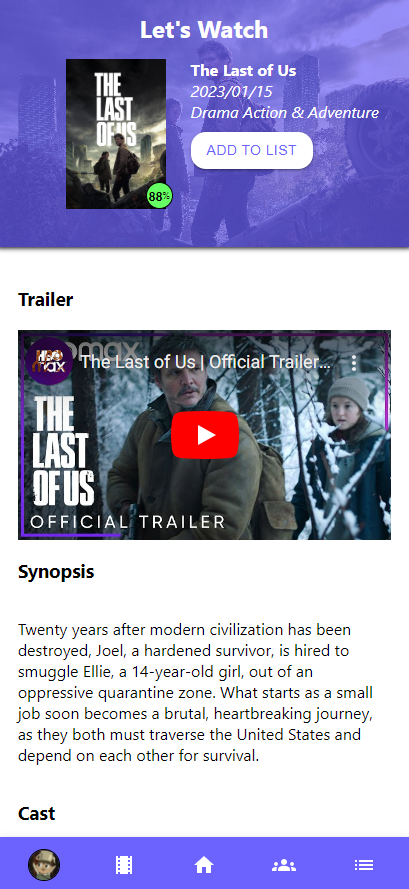 Let's Watch
THE
LAST
OF US
88%
The Last of Us
2023/01/15
Drama Action & Adventure
ADD TO LIST
Trailer
HBO
max
max
The Last of Us | Official Trailer...
THE
LAST
OF US
OFFICIAL TRAILER
Synopsis
Twenty years after modern civilization has been
destroyed, Joel, a hardened survivor, is hired to
smuggle Ellie, a 14-year-old girl, out of an
oppressive quarantine zone. What starts as a small
job soon becomes a brutal, heartbreaking journey,
as they both must traverse the United States and
depend on each other for survival.
Cast